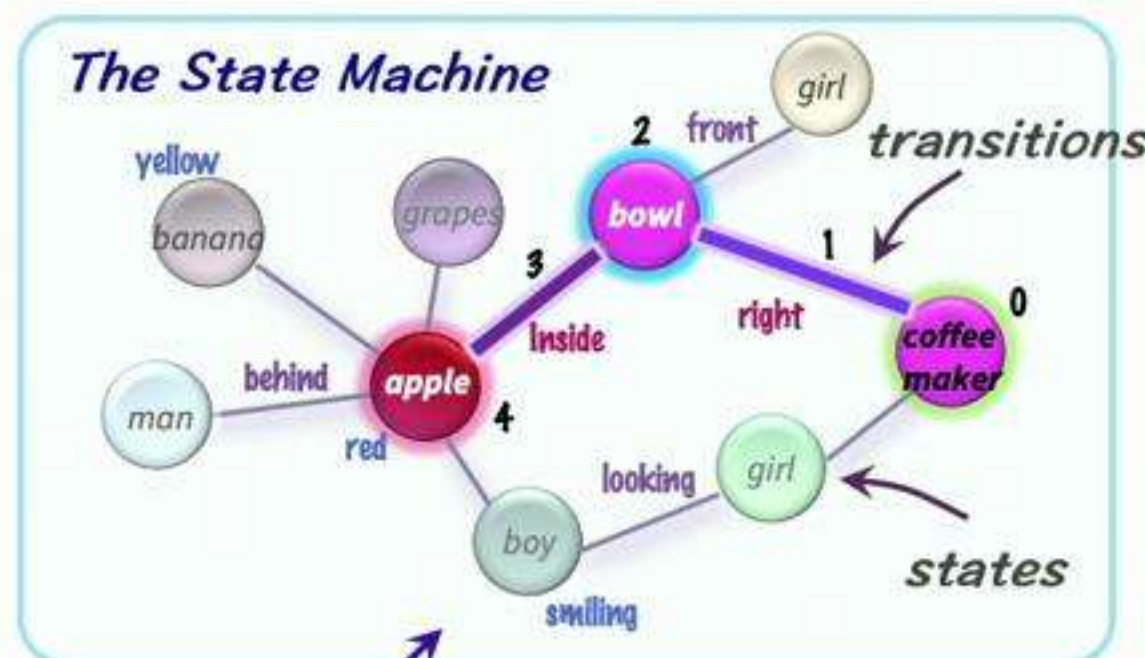 The State Machine
girl
2
front
transitions
yellow
grapes
bowl
banana
1
3
0
right
Inside
coffee
maker
behind
apple
man
4
red
looking
girl
boy
states
smiling